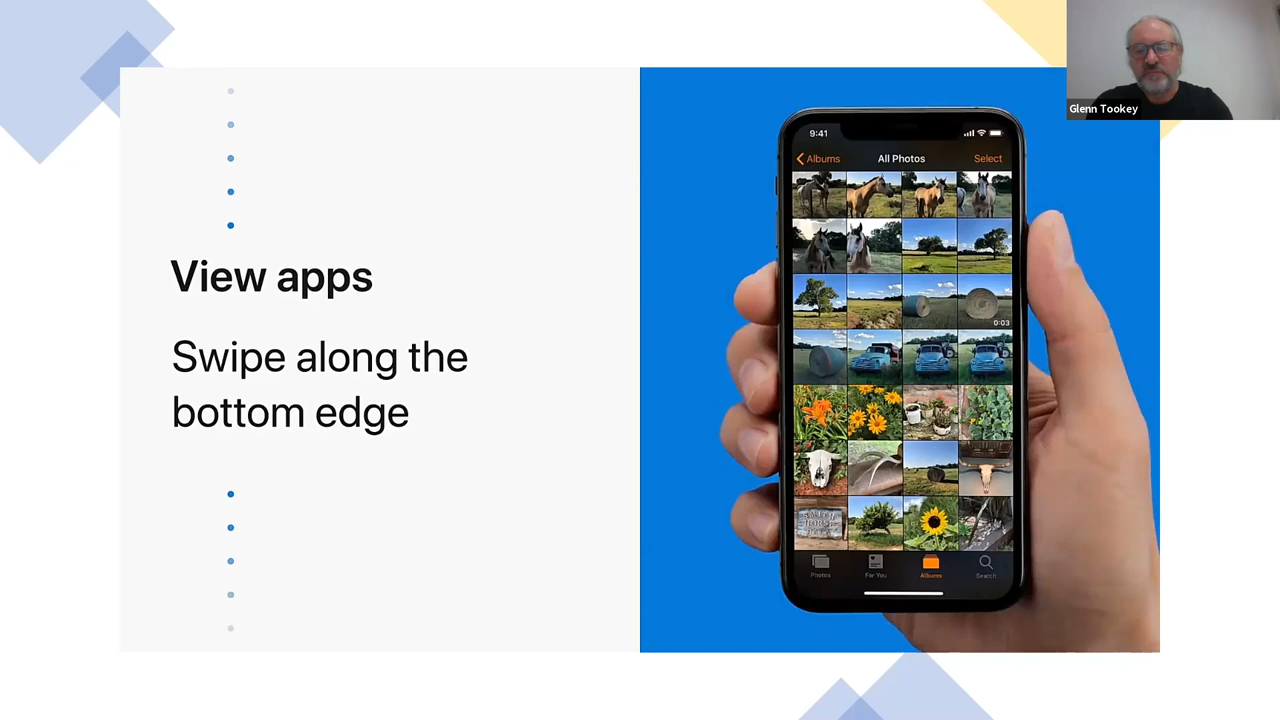 Glenn Tookey
View apps
Swipe along the
bottom edge
9:41
Albums
All Photos
Select
0:03
Photos
For You
Albums
Search